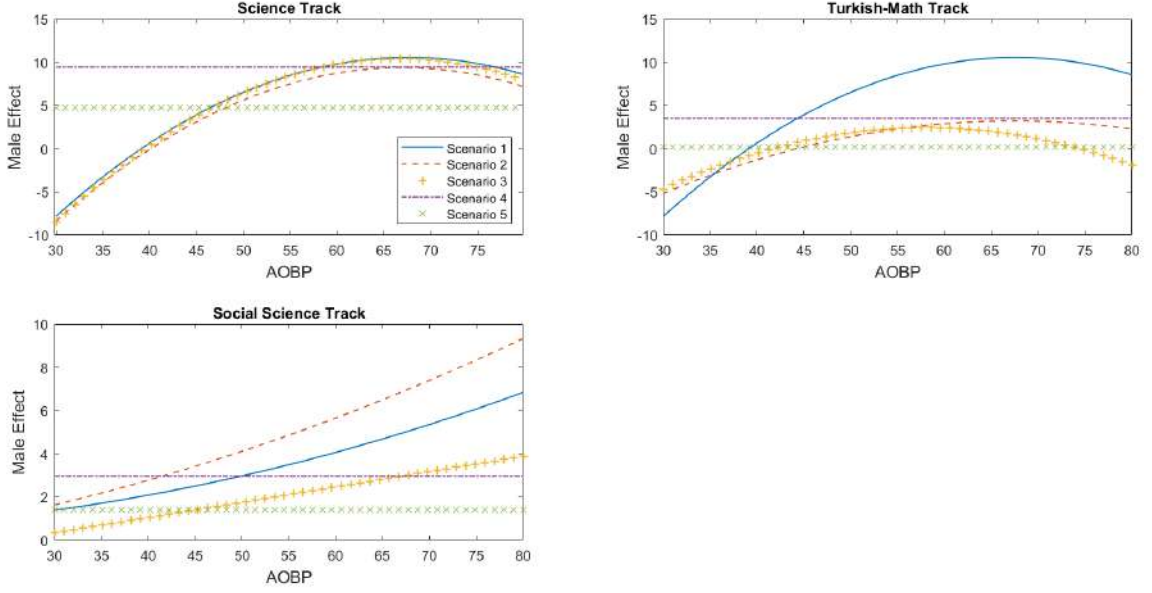 Science Track
15
10
5
0
-5
-10
Male Effect
30 35 40 45 50 55 60 65 70 75
AOBP
Scenario 1
Scenario 2
Scenario 3
Scenario 4
Scenario 5
Turkish-Math Track
15
10
5
0
-5
-10
Male Effect
30 35 40 45 50 55 60 65 70 75 80
AOBP
Social Science Track
10
8
6
4
2
0
Male Effect
30 35 40 45 50 55 60 65 70 75 80
AOBP